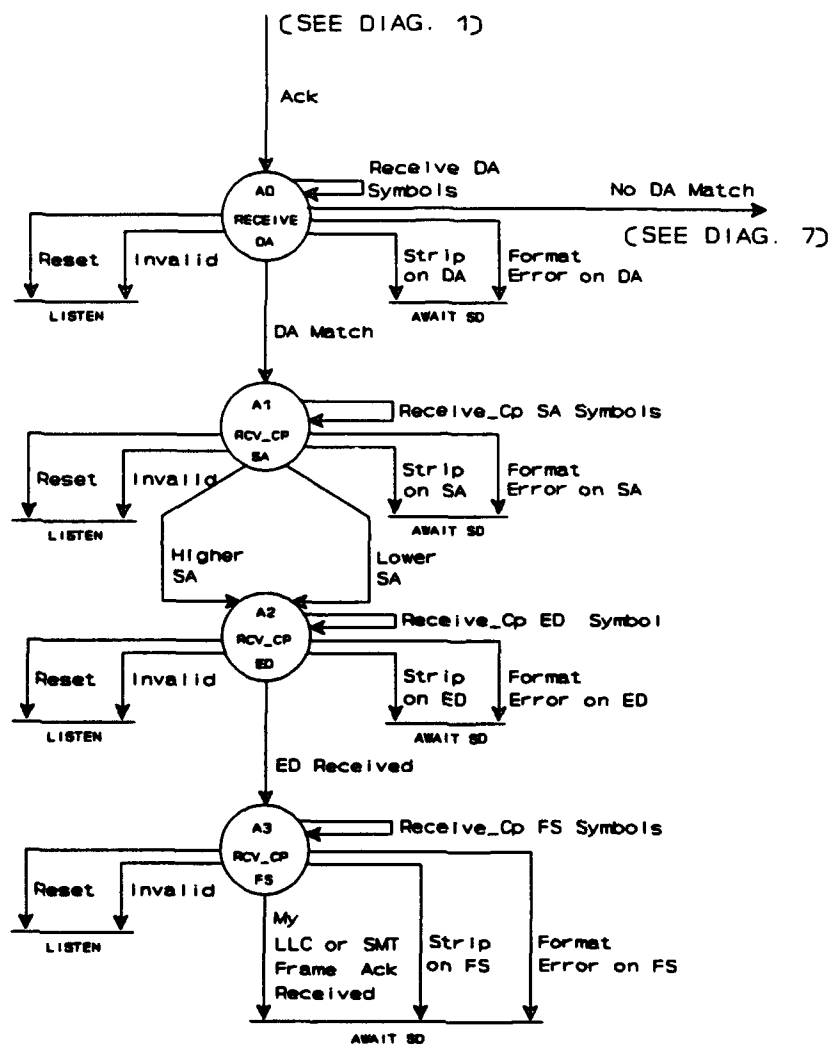 (SEE DIAG. 1)
Ack
Receive DA
Symbols
A0
RECEIVE
DA
No DA Match
(SEE DIAG. 7)
Reset
Invalid
Strip
on DA
Format
Error on DA
LISTEN
AWAIT SD
DA Match
A1
RCV_CP
SA
Receive_Cp SA Symbols
Reset
Invalid
Strip
on SA
Format
Error on SA
LISTEN
AWAIT SD
Higher
SA
Lower
SA
A2
RCV_CP
ED
Receive_Cp ED Symbol
Reset
Invalid
Strip
on ED
Format
Error on ED
LISTEN
AWAIT SD
ED Received
A3
RCV_CP
FS
Receive_Cp FS Symbols
Reset
Invalid
LISTEN
My
LLC or SMT
Frame Ack
Received
Strip
on FS
Format
Error on FS
AWAIT SD